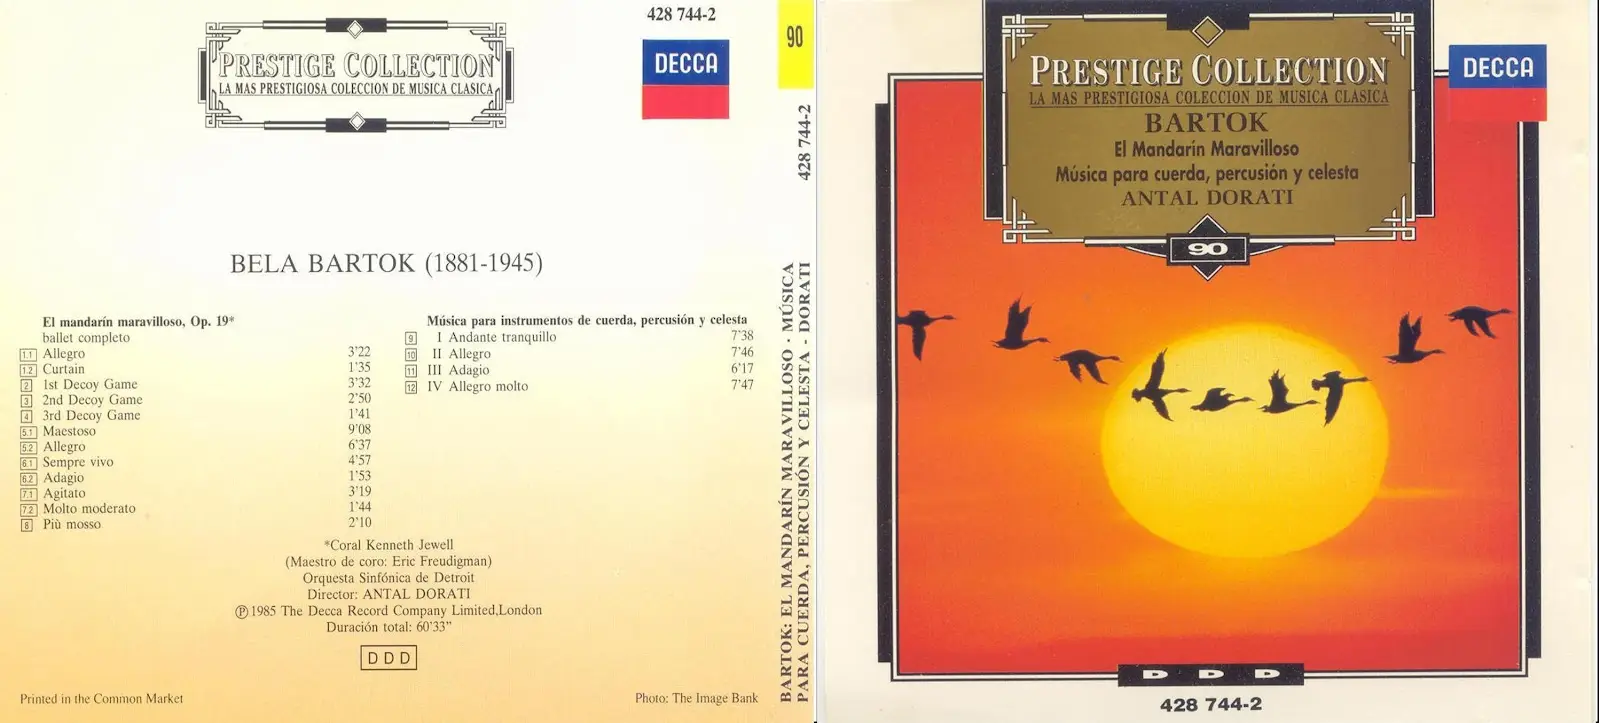 PRESTIGE COLLECTION
LA MAS PRESTIGIOSA COLECCION DE MUSICA CLASICA
428 744-2
DECCA
BELA BARTOK (1881-1945)
El mandarín maravilloso, Op. 19*
ballet completo
1.1 Allegro 3'22
1.2 Curtain 1'35
2 1st Decoy Game 3'32
3 2nd Decoy Game 2'50
4 3rd Decoy Game 1'41
5.1 Maestoso 9'08
5.2 Allegro 6'37
6.1 Sempre vivo 4'57
6.2 Adagio 1'53
7.1 Agitato 3'19
7.2 Molto moderato 1'44
8 Più mosso 2'10
Música para instrumentos de cuerda, percusión y celesta
9 I Andante tranquillo 7'38
10 II Allegro 7'46
11 III Adagio 6'17
12 IV Allegro molto 7'47
*Coral Kenneth Jewell
(Maestro de coro: Eric Freudigman)
Orquesta Sinfónica de Detroit
Director: ANTAL DORATI
Ⓟ1985 The Decca Record Company Limited,London
Duración total: 60'33"
DDD
Printed in the Common Market
Photo: The Image Bank
90
428 744-2
BARTOK: EL MANDARÍN MARAVILLOSO · MÚSICA
PARA CUERDA, PERCUSIÓN Y CELESTA - DORATI
PRESTIGE COLLECTION
LA MAS PRESTIGIOSA COLECCION DE MUSICA CLASICA
BARTOK
El Mandarín Maravilloso
Música para cuerda, percusión y celesta
ANTAL DORATI
90
DECCA
D D D
428 744-2